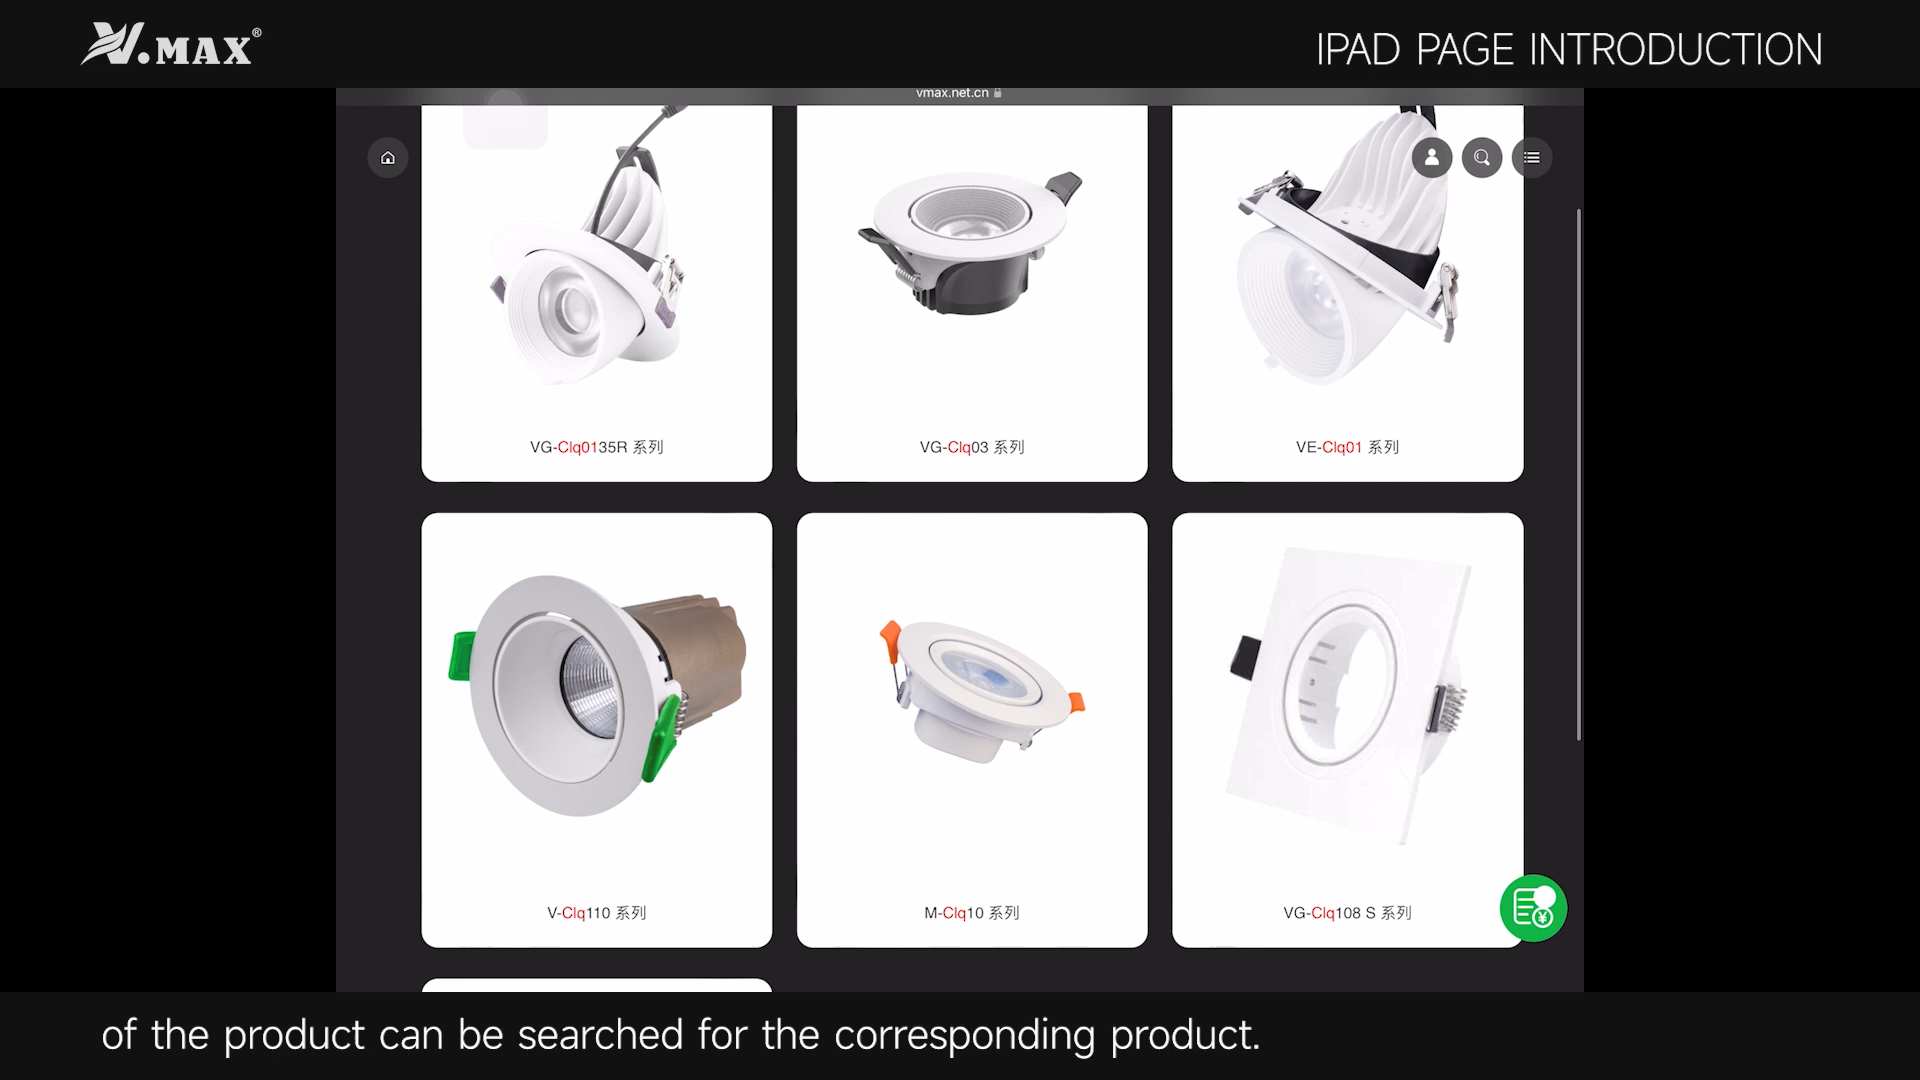 V.MAX®
IPAD PAGE INTRODUCTION
vmax.net.cn
VG-Clq0135R 系列
VG-Clq03 系列
VE-Clq01 系列
V-Clq110 系列
M-Clq10 系列
VG-Clq108 S 系列
¥
of the product can be searched for the corresponding product.